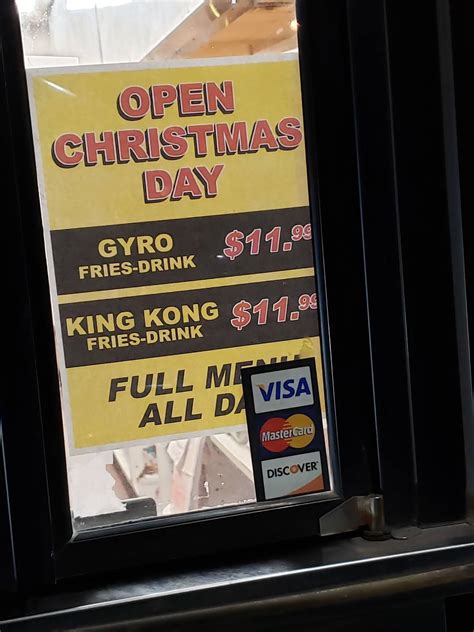 OPEN
CHRISTMAS
DAY
GYRO $11.99
FRIES-DRINK
KING KONG $11.99
FRIES-DRINK
FULL
ALL
VISA
MasterCard
DISCOVER